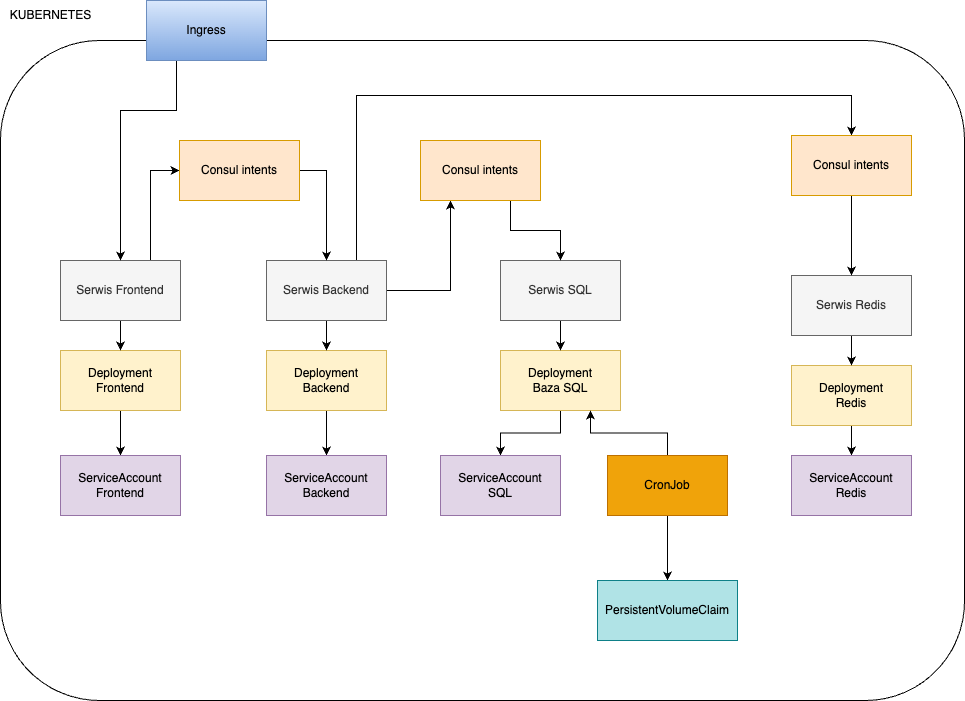 KUBERNETES
Ingress
Consul intents
Consul intents
Consul intents
Serwis Frontend
Serwis Backend
Serwis SQL
Serwis Redis
Deployment
Frontend
Deployment
Backend
Deployment
Baza SQL
Deployment
Redis
ServiceAccount
Frontend
ServiceAccount
Backend
ServiceAccount
SQL
CronJob
ServiceAccount
Redis
PersistentVolumeClaim